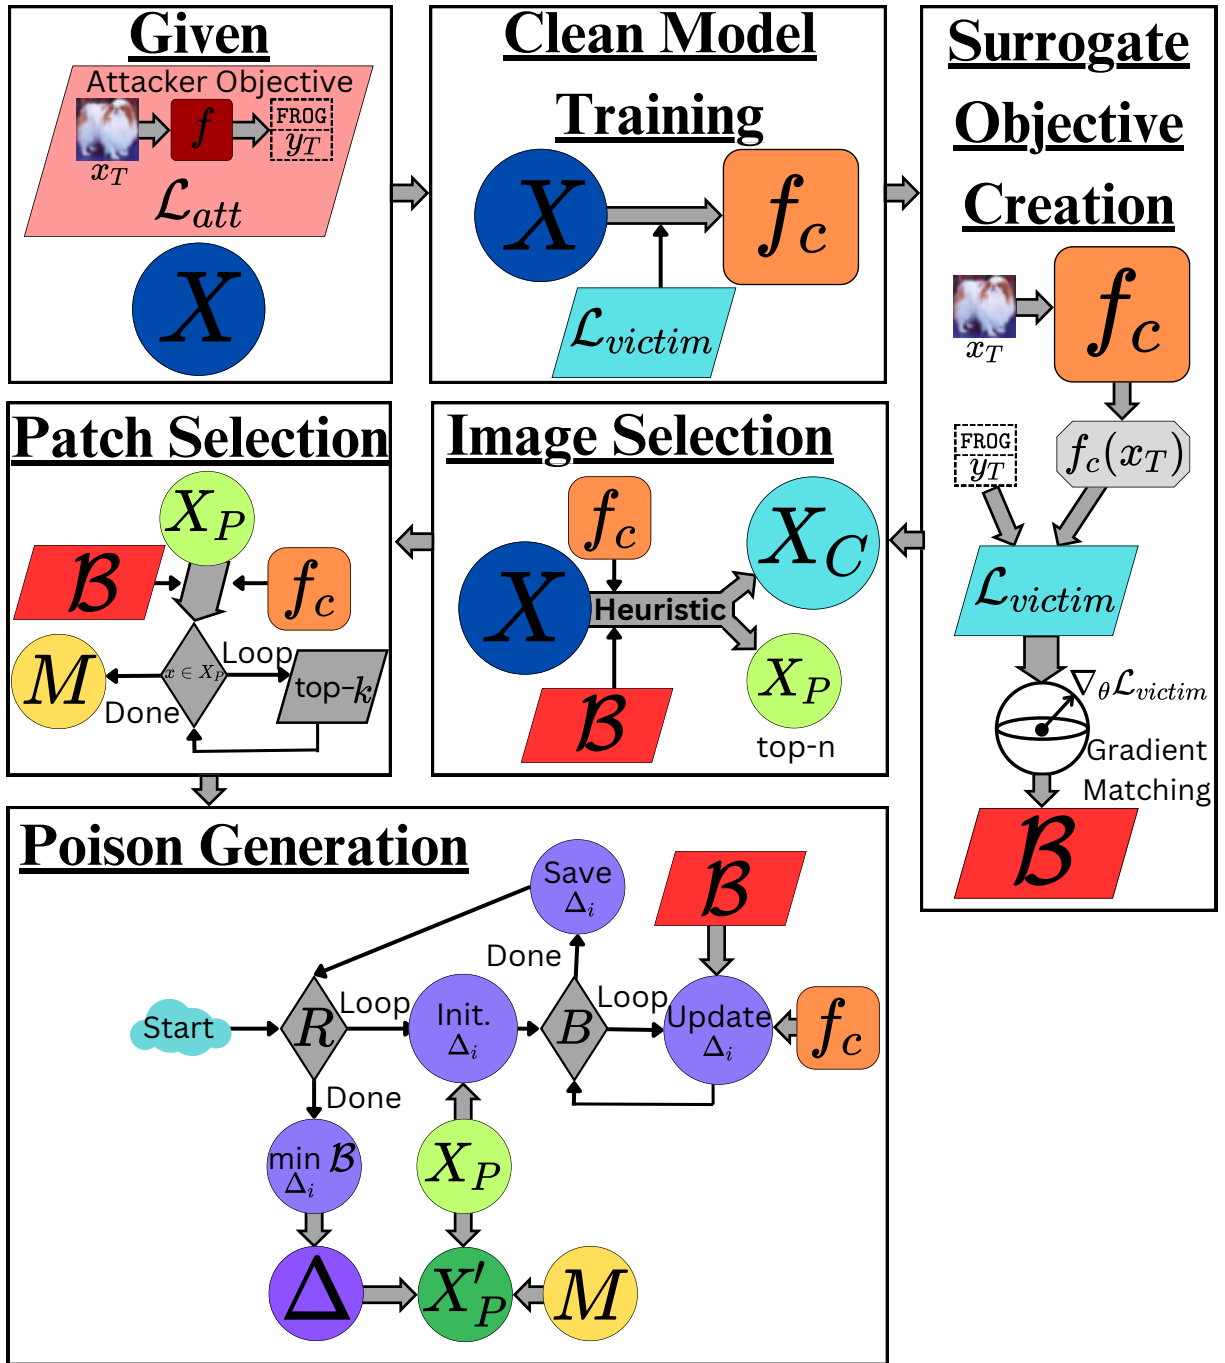 Given
Attacker Objective
f
FROG
y_T
x_T
ℒ_att
X
Clean Model
Training
X
f_c
ℒ_victim
Surrogate
Objective
Creation
f_c
x_T
FROG
y_T
f_c(x_T)
ℒ_victim
∇_θ ℒ_victim
Gradient
Matching
ℬ
Image Selection
f_c
X_C
X
Heuristic
X_P
ℬ
top-n
Patch Selection
X_P
ℬ
f_c
M
x ∈ X_P
Loop
top-k
Done
Poison Generation
Save
Δ_i
ℬ
Done
Start
R
Loop
Init.
Δ_i
B
Loop
Update
Δ_i
f_c
Done
min ℬ
Δ_i
X_P
Δ
X′_P
M